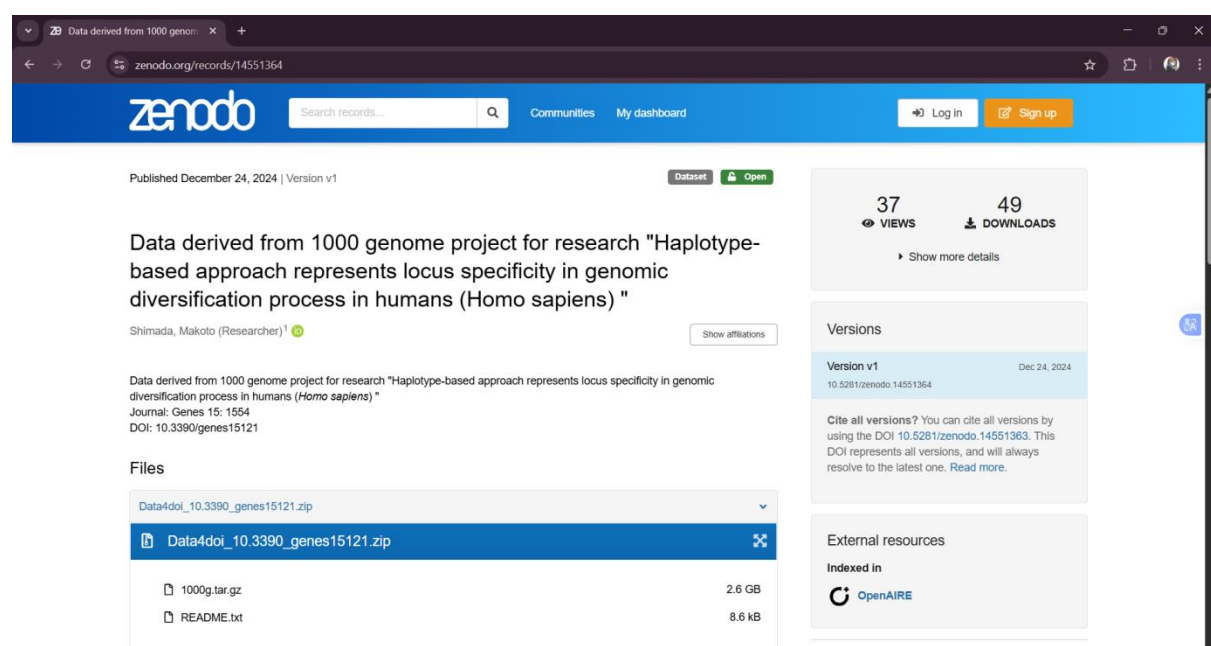 Data derived from 1000 genom
zenodo.org/records/14551364
zenodo
Search records...
Communities
My dashboard
Log in
Sign up
Published December 24, 2024 | Version v1
Dataset
Open
Data derived from 1000 genome project for research "Haplotype-
based approach represents locus specificity in genomic
diversification process in humans (Homo sapiens) "
Shimada, Makoto (Researcher)1
Show affiliations
Data derived from 1000 genome project for research "Haplotype-based approach represents locus specificity in genomic
diversification process in humans (Homo sapiens) "
Journal: Genes 15: 1554
DOI: 10.3390/genes15121
Files
Data4doi_10.3390_genes15121.zip
Data4doi_10.3390_genes15121.zip
1000g.tar.gz 2.6 GB
README.txt 8.6 kB
37 49
VIEWS DOWNLOADS
Show more details
Versions
Version v1 Dec 24, 2024
10.5281/zenodo.14551364
Cite all versions? You can cite all versions by
using the DOI 10.5281/zenodo.14551363. This
DOI represents all versions, and will always
resolve to the latest one. Read more.
External resources
Indexed in
OpenAIRE